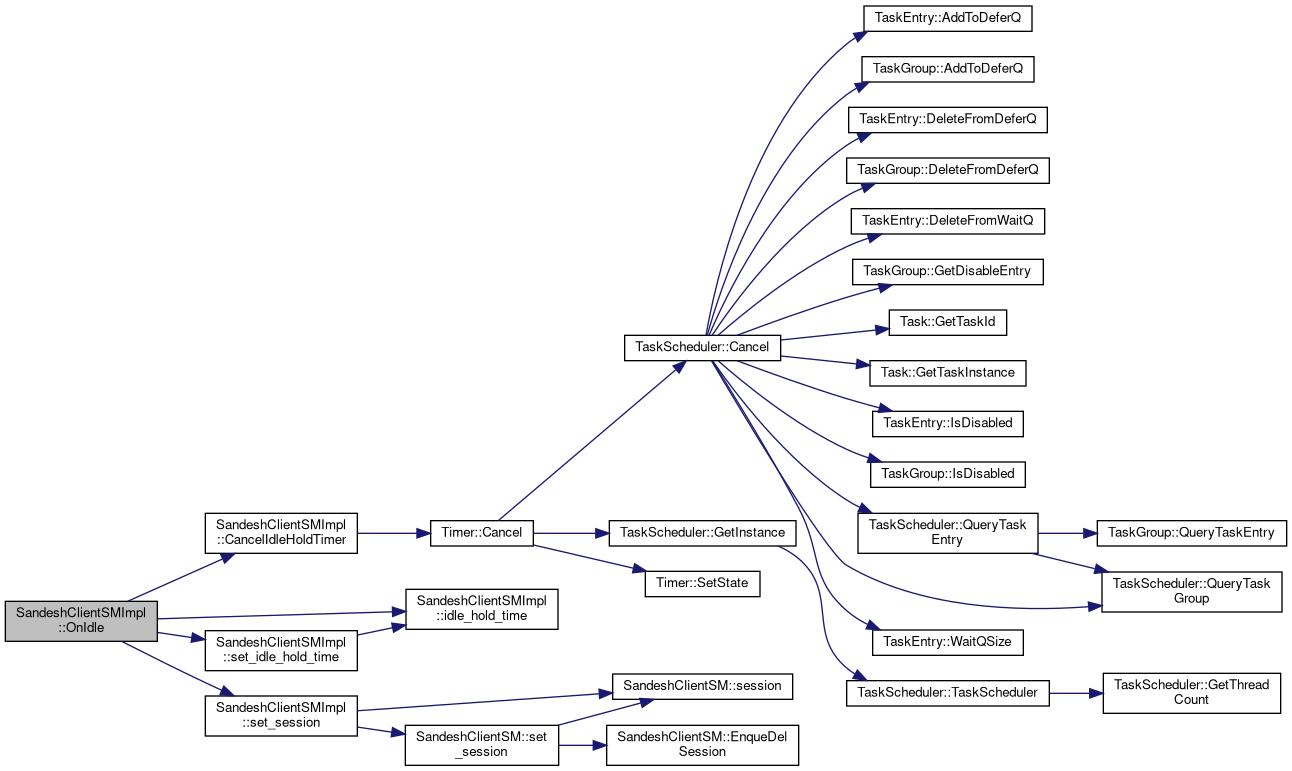 TaskEntry::AddToDeferQ
TaskGroup::AddToDeferQ
TaskEntry::DeleteFromDeferQ
TaskGroup::DeleteFromDeferQ
TaskEntry::DeleteFromWaitQ
TaskGroup::GetDisableEntry
Task::GetTaskId
TaskScheduler::Cancel
Task::GetTaskInstance
TaskEntry::IsDisabled
TaskGroup::IsDisabled
SandeshClientSMImpl
::CancelIdleHoldTimer
Timer::Cancel
TaskScheduler::GetInstance
TaskScheduler::QueryTask
Entry
TaskGroup::QueryTaskEntry
Timer::SetState
TaskScheduler::QueryTask
Group
SandeshClientSMImpl
::OnIdle
SandeshClientSMImpl
::idle_hold_time
SandeshClientSMImpl
::set_idle_hold_time
TaskEntry::WaitQSize
SandeshClientSMImpl
::set_session
SandeshClientSM::session
TaskScheduler::TaskScheduler
TaskScheduler::GetThread
Count
SandeshClientSM::set
_session
SandeshClientSM::EnqueDel
Session